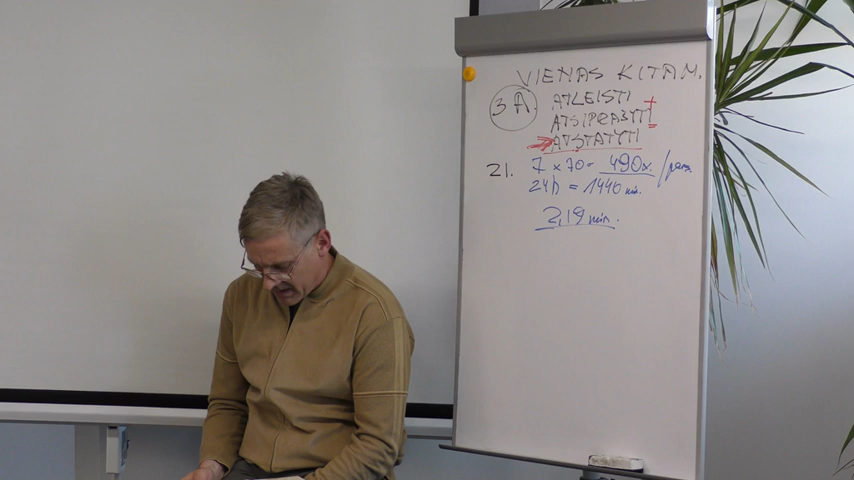 VIENAS KITAM.
3A ATLEISTI
ATSIPRAŠYTI
ATSTATYTI
21. 7 x 70 = 490x. /
24h = 1440 min.
2,19 min.